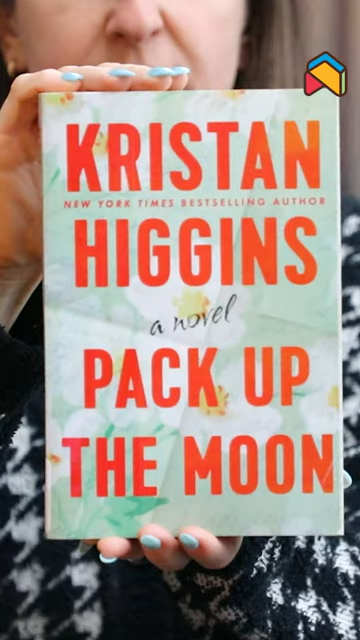 KRISTAN
NEW YORK TIMES BESTSELLING AUTHOR
HIGGINS
a novel
PACK UP
THE MOON